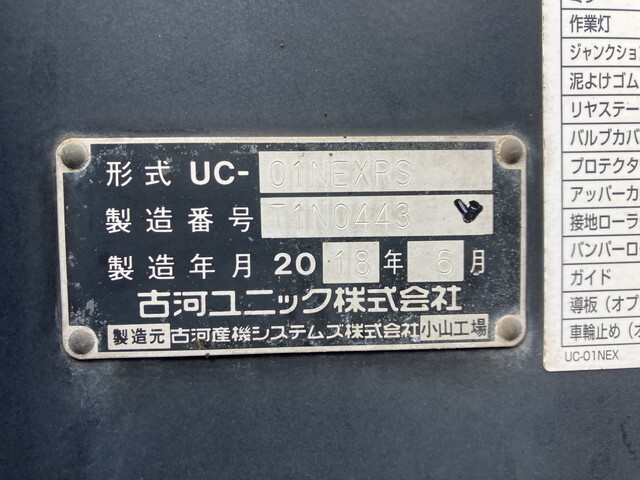 形式 UC-01NEXRS
製造番号 T1N0443
製造年月 2018年 6月
古河ユニック株式会社
製造元 古河産機システムズ株式会社 小山工場
作業灯
ジャンクショ
泥よけゴム
リヤステー
バルブカバ
プロテクタ
アッパーカ
接地ローラ
バンパーロ
ガイド
導板（オプ
車輪止め（オ
UC-01NEX